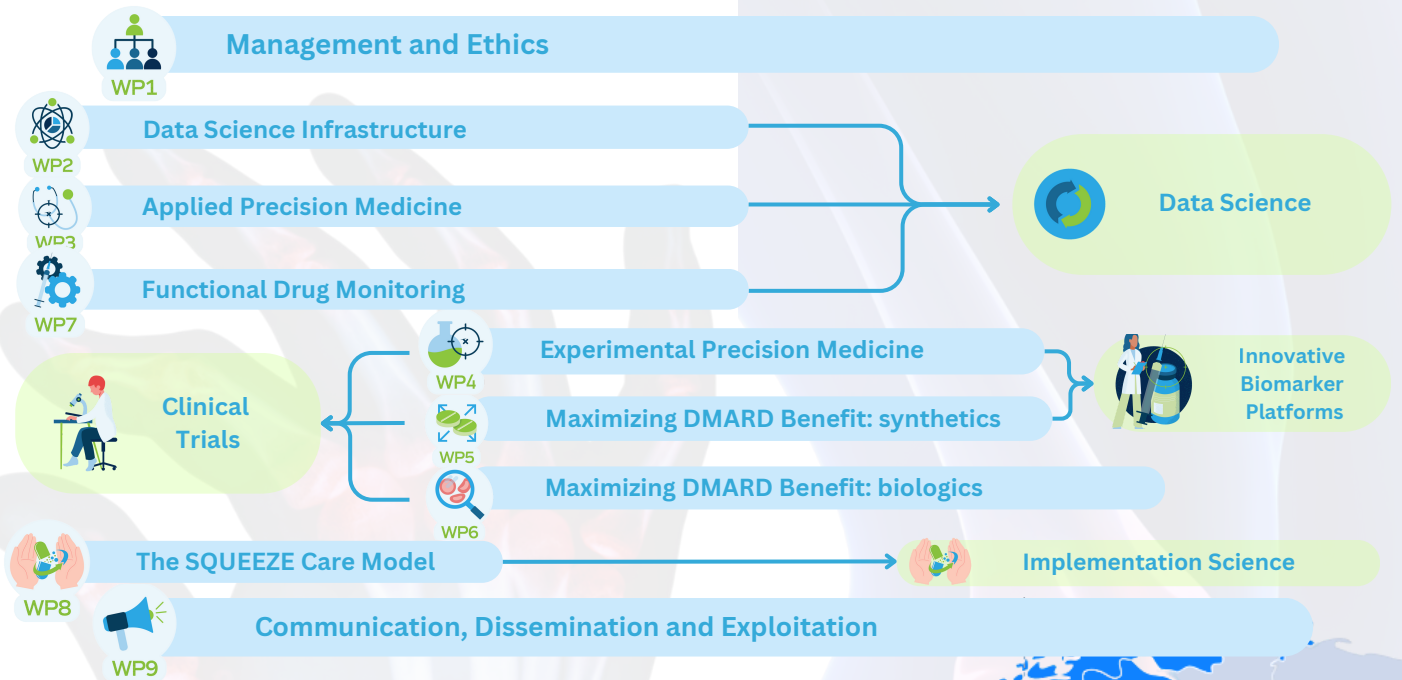 Management and Ethics
WP1
Data Science Infrastructure
WP2
Applied Precision Medicine
WP3
Data Science
Functional Drug Monitoring
WP7
Experimental Precision Medicine
WP4
Innovative
Biomarker
Platforms
Clinical
Trials
Maximizing DMARD Benefit: synthetics
WP5
Maximizing DMARD Benefit: biologics
WP6
The SQUEEZE Care Model
WP8
Implementation Science
Communication, Dissemination and Exploitation
WP9